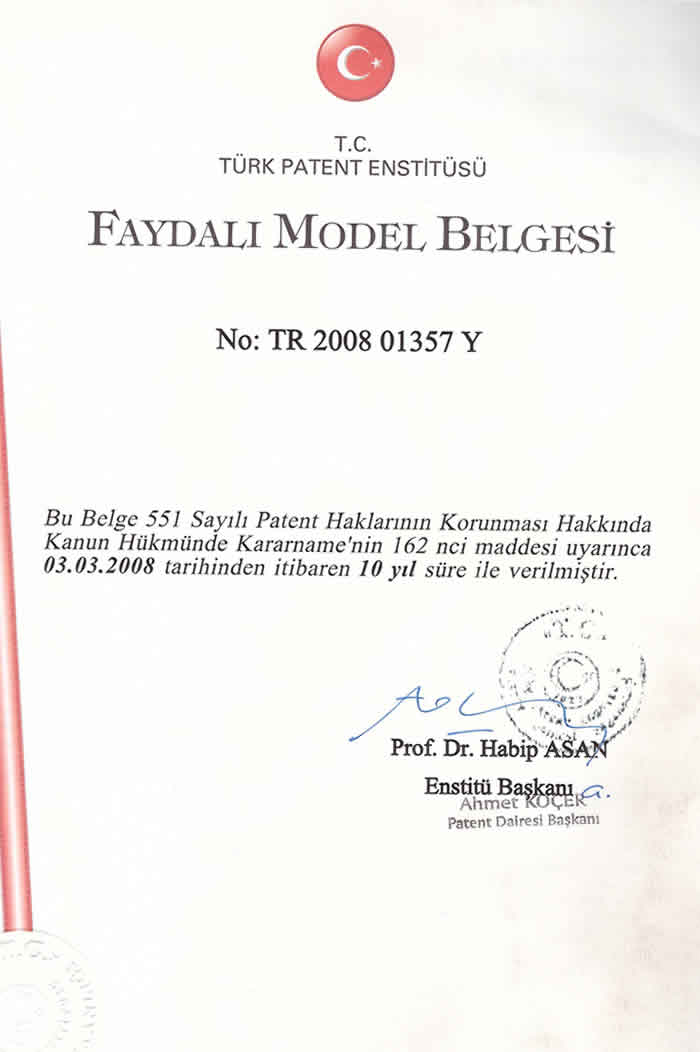 T.C.
TÜRK PATENT ENSTİTÜSÜ
FAYDALI MODEL BELGESİ
No: TR 2008 01357 Y
Bu Belge 551 Sayılı Patent Haklarının Korunması Hakkında
Kanun Hükmünde Kararname'nin 162 nci maddesi uyarınca
03.03.2008 tarihinden itibaren 10 yıl süre ile verilmiştir.
T.C.
Prof. Dr. Habip ASAN
Enstitü Başkanı a.
Ahmet KOÇER
Patent Dairesi Başkanı